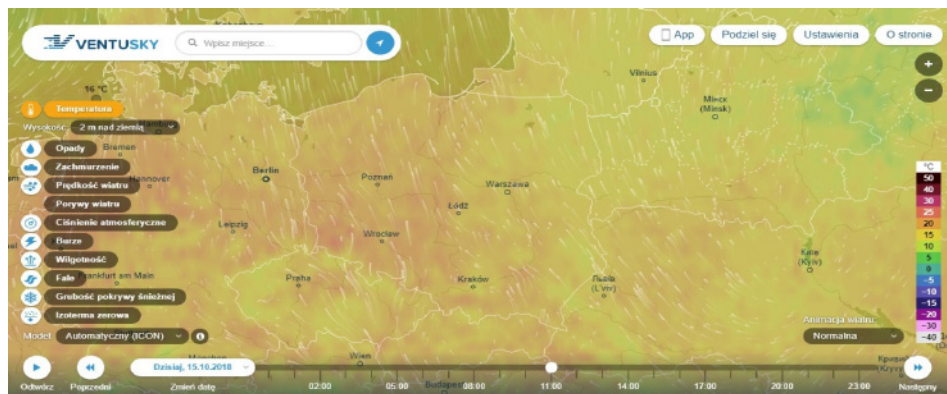 VENTUSKY
Wpisz miejsce...
App
Podziel się
Ustawienia
O stronie
+
−
16 °C
Temperatura
Wysokość:
2 m nad ziemią
Opady
Zachmurzenie
Prędkość wiatru
Porywy wiatru
Ciśnienie atmosferyczne
Burze
Wilgotność
Fale
Grubość pokrywy śnieżnej
Izoterma zerowa
Model:
Automatyczny (ICON)
Vilnius
(Minsk)
Bremen
Hannover
Berlin
Poznań
Warszawa
Łódź
Leipzig
Wrocław
Praha
Kraków
(L'viv)
(Kyiv)
Frankfurt am Main
Wien
°C
50
40
30
25
20
15
10
5
0
−5
−10
−15
−20
−30
−40
Animacja wiatru:
Normalna
Odtwórz
Poprzedni
Dzisiaj, 15.10.2018
Zmień datę
02:00
05:00
08:00
11:00
14:00
17:00
20:00
23:00
Następny